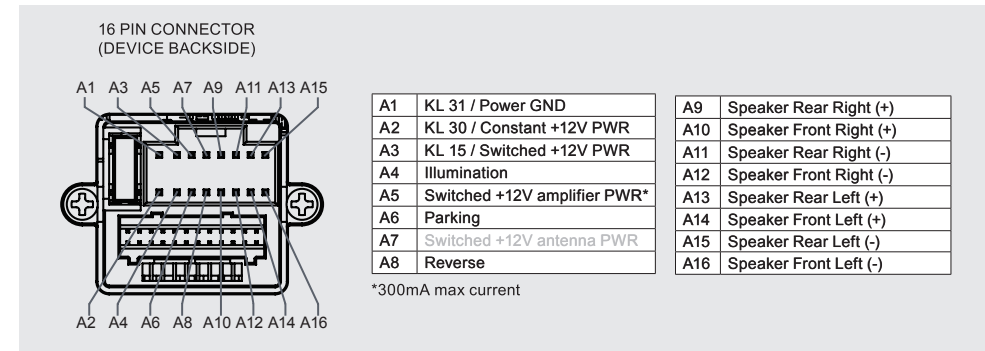 16 PIN CONNECTOR
(DEVICE BACKSIDE)
A1 A3 A5 A7 A9 A11 A13 A15
A2 A4 A6 A8 A10 A12 A14 A16
A1 KL 31 / Power GND
A2 KL 30 / Constant +12V PWR
A3 KL 15 / Switched +12V PWR
A4 Illumination
A5 Switched +12V amplifier PWR*
A6 Parking
A7 Switched +12V antenna PWR
A8 Reverse
*300mA max current
A9 Speaker Rear Right (+)
A10 Speaker Front Right (+)
A11 Speaker Rear Right (-)
A12 Speaker Front Right (-)
A13 Speaker Rear Left (+)
A14 Speaker Front Left (+)
A15 Speaker Rear Left (-)
A16 Speaker Front Left (-)